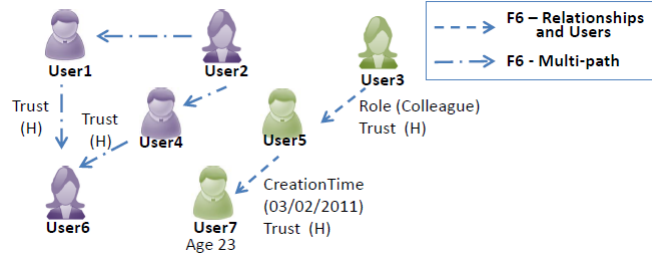 F6 – Relationships
and Users
F6 - Multi-path
User1
User2
User3
Trust
(H)
Trust
(H)
User4
User5
Role (Colleague)
Trust (H)
User6
User7
Age 23
CreationTime
(03/02/2011)
Trust (H)